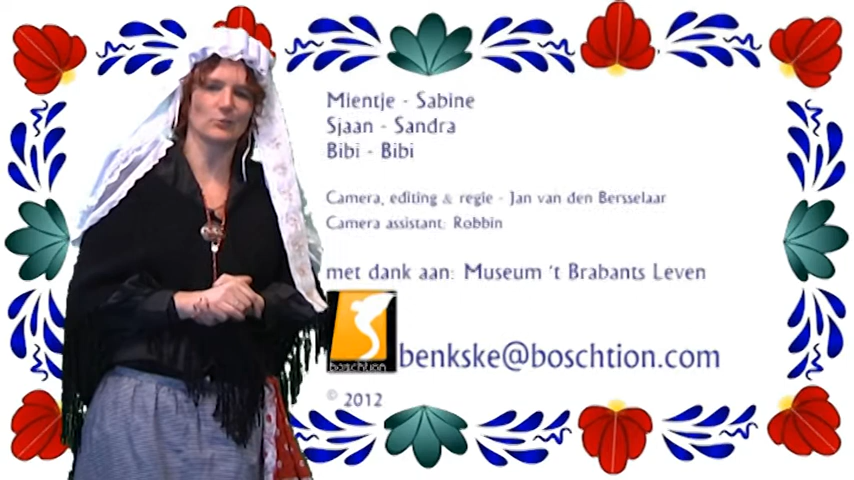 Mientje - Sabine
Sjaan - Sandra
Bibi - Bibi
Camera, editing & regie - Jan van den Bersselaar
Camera assistant: Robbin
met dank aan: Museum 't Brabants Leven
boschtion
benkske@boschtion.com
© 2012